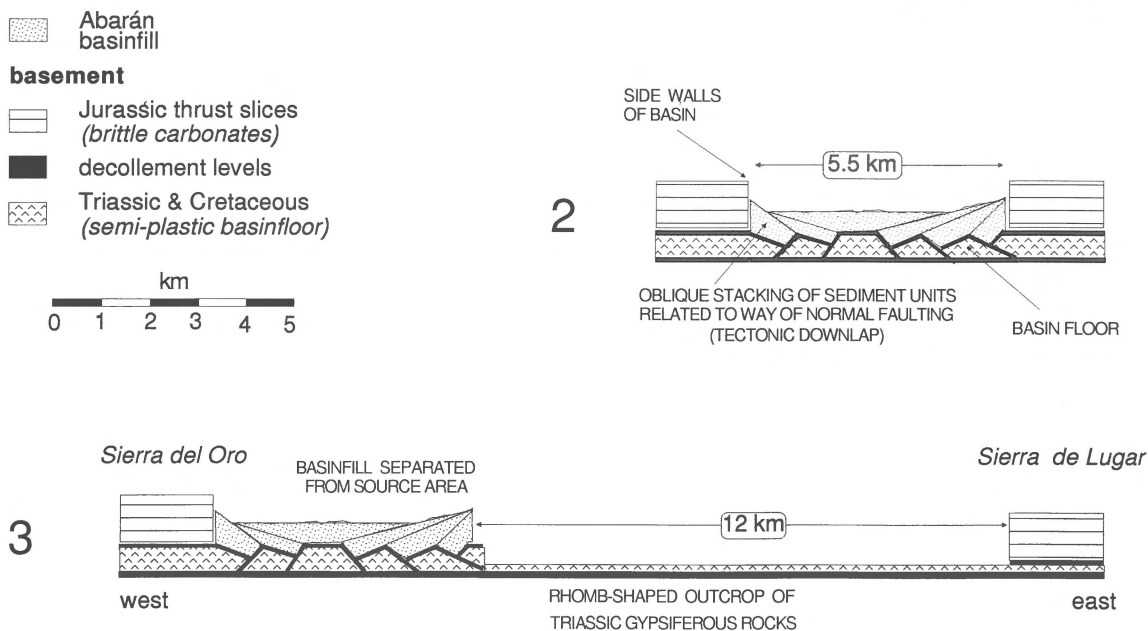 Abarán
basinfill
basement
Jurassic thrust slices
(brittle carbonates)
decollement levels
Triassic & Cretaceous
(semi-plastic basinfloor)
km
0 1 2 3 4 5
2
SIDE WALLS
OF BASIN
5.5 km
OBLIQUE STACKING OF SEDIMENT UNITS
RELATED TO WAY OF NORMAL FAULTING
(TECTONIC DOWNLAP)
BASIN FLOOR
3
Sierra del Oro
BASINFILL SEPARATED
FROM SOURCE AREA
Sierra de Lugar
12 km
west
RHOMB-SHAPED OUTCROP OF
TRIASSIC GYPSIFEROUS ROCKS
east